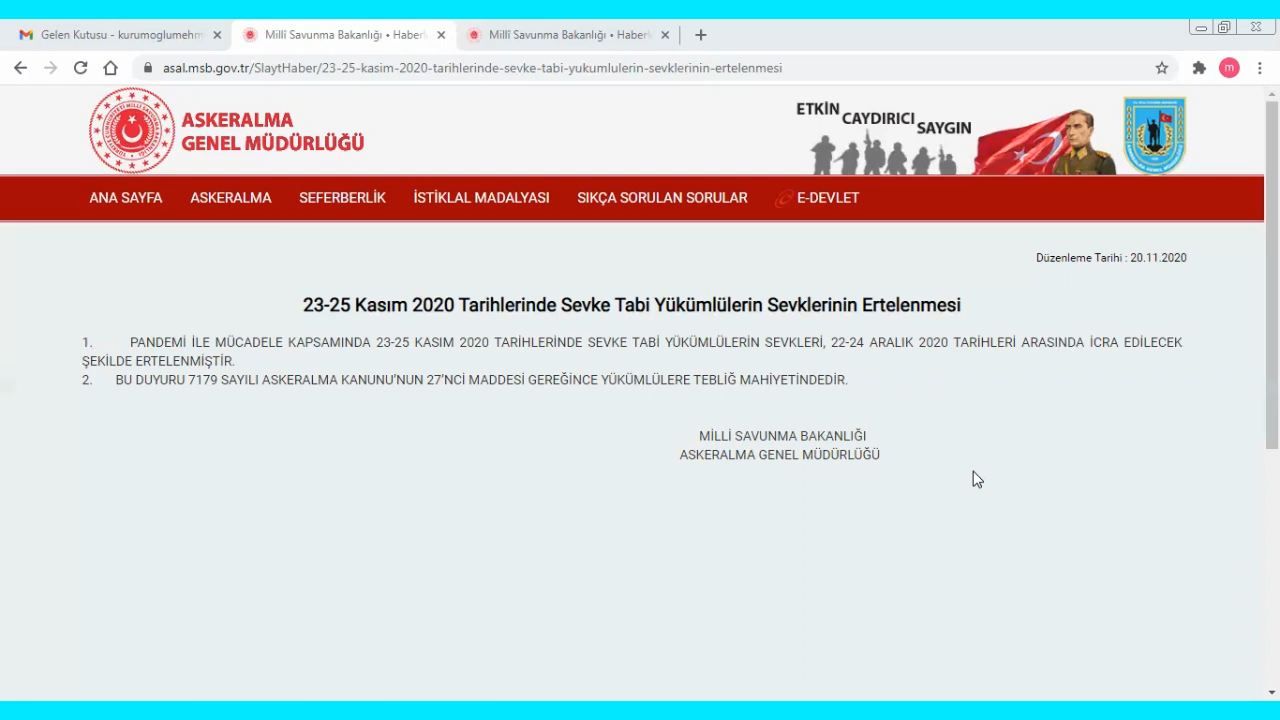 Gelen Kutusu - kurumoglumehm
Millî Savunma Bakanlığı • Haberl
Millî Savunma Bakanlığı • Haberl
asal.msb.gov.tr/SlaytHaber/23-25-kasim-2020-tarihlerinde-sevke-tabi-yukumlulerin-sevklerinin-ertelenmesi
m
ASKERALMA
GENEL MÜDÜRLÜĞÜ
ETKİN
CAYDIRICI
SAYGIN
ANA SAYFA ASKERALMA SEFERBERLİK İSTİKLAL MADALYASI SIKÇA SORULAN SORULAR E-DEVLET
Düzenleme Tarihi : 20.11.2020
23-25 Kasım 2020 Tarihlerinde Sevke Tabi Yükümlülerin Sevklerinin Ertelenmesi
1. PANDEMİ İLE MÜCADELE KAPSAMINDA 23-25 KASIM 2020 TARİHLERİNDE SEVKE TABİ YÜKÜMLÜLERİN SEVKLERİ, 22-24 ARALIK 2020 TARİHLERİ ARASINDA İCRA EDİLECEK
ŞEKİLDE ERTELENMİŞTİR.
2. BU DUYURU 7179 SAYILI ASKERALMA KANUNU'NUN 27'NCİ MADDESİ GEREĞİNCE YÜKÜMLÜLERE TEBLİĞ MAHİYETİNDEDİR.
MİLLİ SAVUNMA BAKANLIĞI
ASKERALMA GENEL MÜDÜRLÜĞÜ